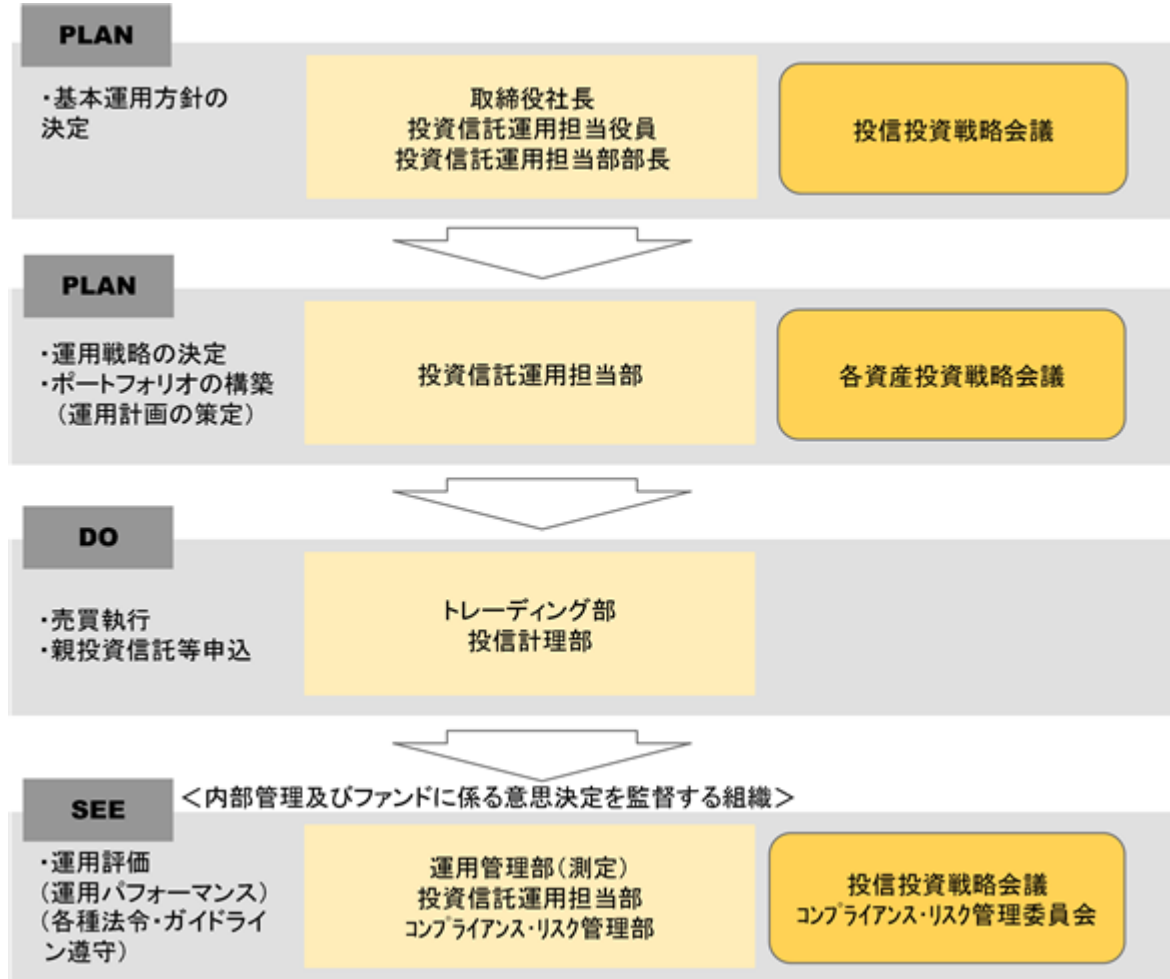 PLAN
・基本運用方針の
決定
取締役社長
投資信託運用担当役員
投資信託運用担当部部長
投信投資戦略会議
PLAN
・運用戦略の決定
・ポートフォリオの構築
（運用計画の策定）
投資信託運用担当部
各資産投資戦略会議
DO
・売買執行
・親投資信託等申込
トレーディング部
投信計理部
SEE
＜内部管理及びファンドに係る意思決定を監督する組織＞
・運用評価
（運用パフォーマンス）
（各種法令・ガイドライ
ン遵守）
運用管理部（測定）
投資信託運用担当部
ｺﾝﾌﾟﾗｲｱﾝｽ・ﾘｽｸ管理部
投信投資戦略会議
ｺﾝﾌﾟﾗｲｱﾝｽ・ﾘｽｸ管理委員会